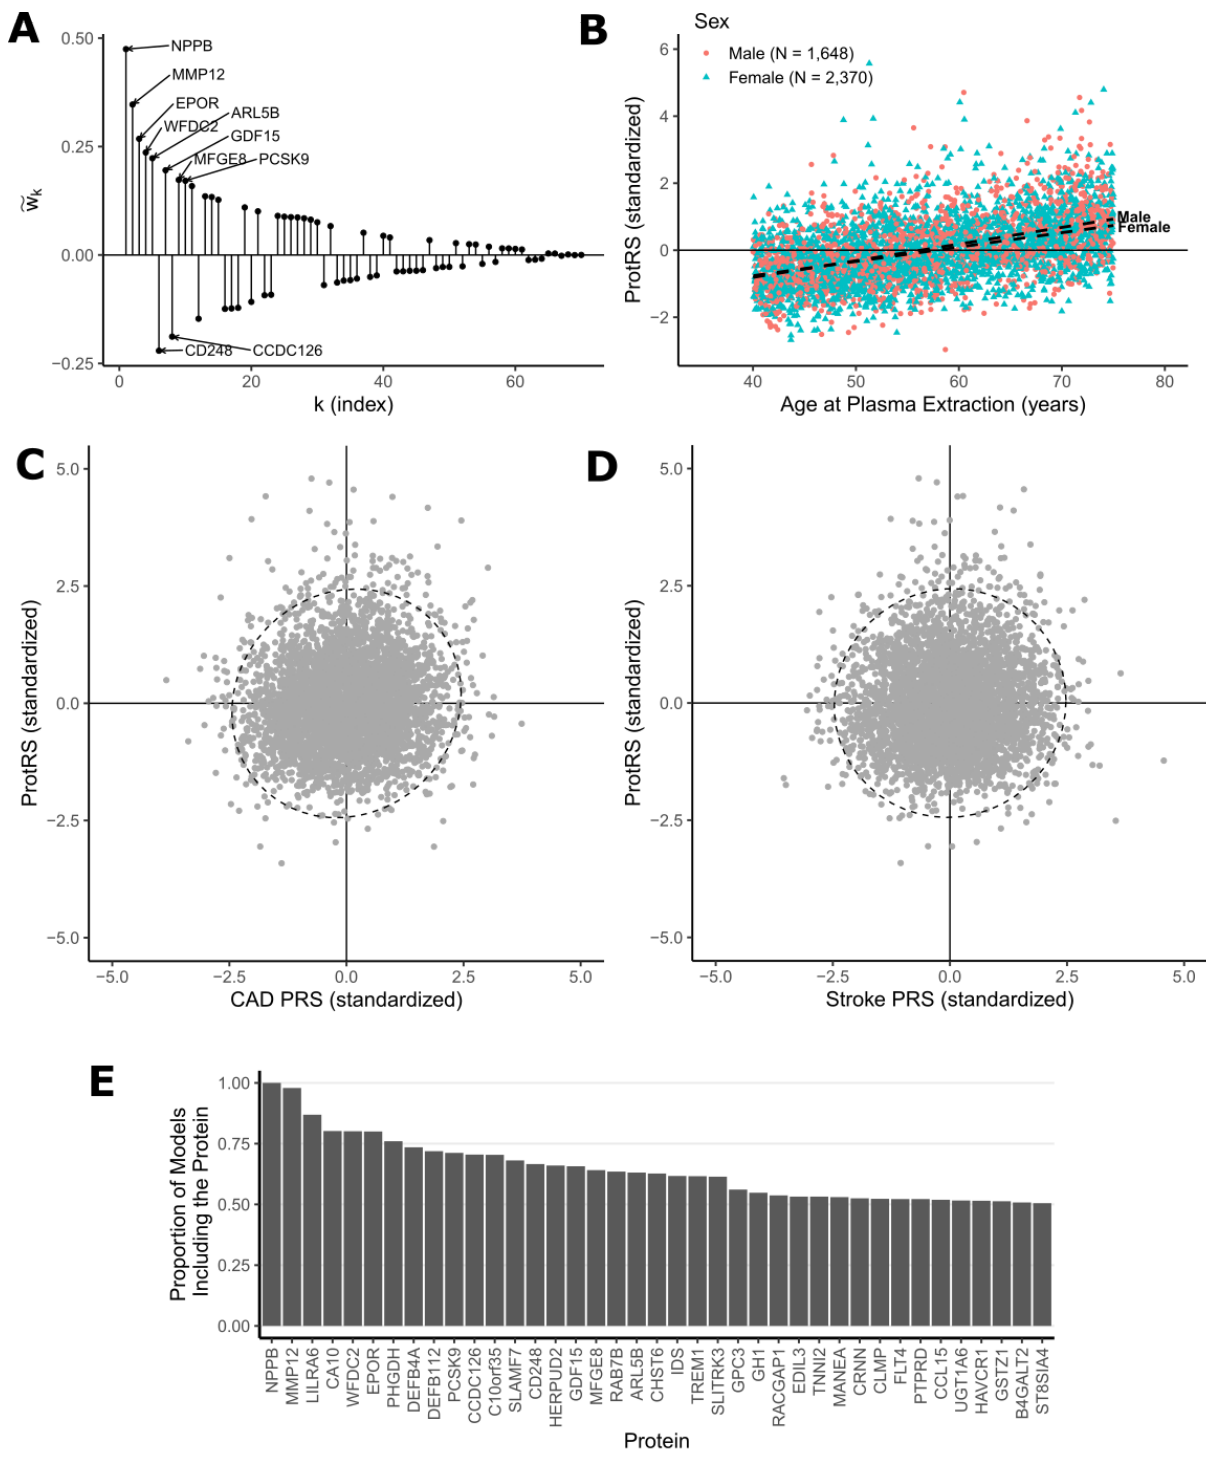 A
0.50
0.25
0.00
−0.25
w̃k
NPPB
MMP12
EPOR
ARL5B
WFDC2
GDF15
MFGE8
PCSK9
CD248
CCDC126
0
20
40
60
k (index)
B
Sex
Male (N = 1,648)
Female (N = 2,370)
6
4
2
0
−2
ProtRS (standardized)
Male
Female
40
50
60
70
80
Age at Plasma Extraction (years)
C
5.0
2.5
0.0
−2.5
−5.0
ProtRS (standardized)
−5.0
−2.5
0.0
2.5
5.0
CAD PRS (standardized)
D
5.0
2.5
0.0
−2.5
−5.0
ProtRS (standardized)
−5.0
−2.5
0.0
2.5
5.0
Stroke PRS (standardized)
E
Proportion of Models
Including the Protein
1.00
0.75
0.50
0.25
0.00
NPPB
MMP12
LILRA6
CA10
WFDC2
EPOR
PHGDH
DEFB4A
DEFB112
PCSK9
CCDC126
C10orf35
SLAMF7
CD248
HERPUD2
GDF15
MFGE8
RAB7B
ARL5B
CHST6
IDS
TREM1
SLITRK3
GPC3
GH1
RACGAP1
EDIL3
TNNI2
MANEA
CRNN
CLMP
FLT4
PTPRD
CCL15
UGT1A6
HAVCR1
GSTZ1
B4GALT2
ST8SIA4
Protein